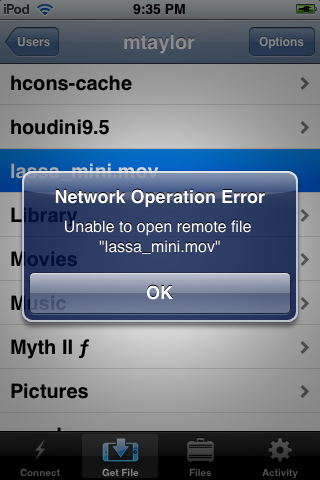 iPod 9:35 PM
Users mtaylor Options
hcons-cache
houdini9.5
lassa_mini.mov
Network Operation Error
Library
Unable to open remote file
"lassa_mini.mov"
Movies
OK
Music
Myth II ƒ
Pictures
Connect Get File Files Activity